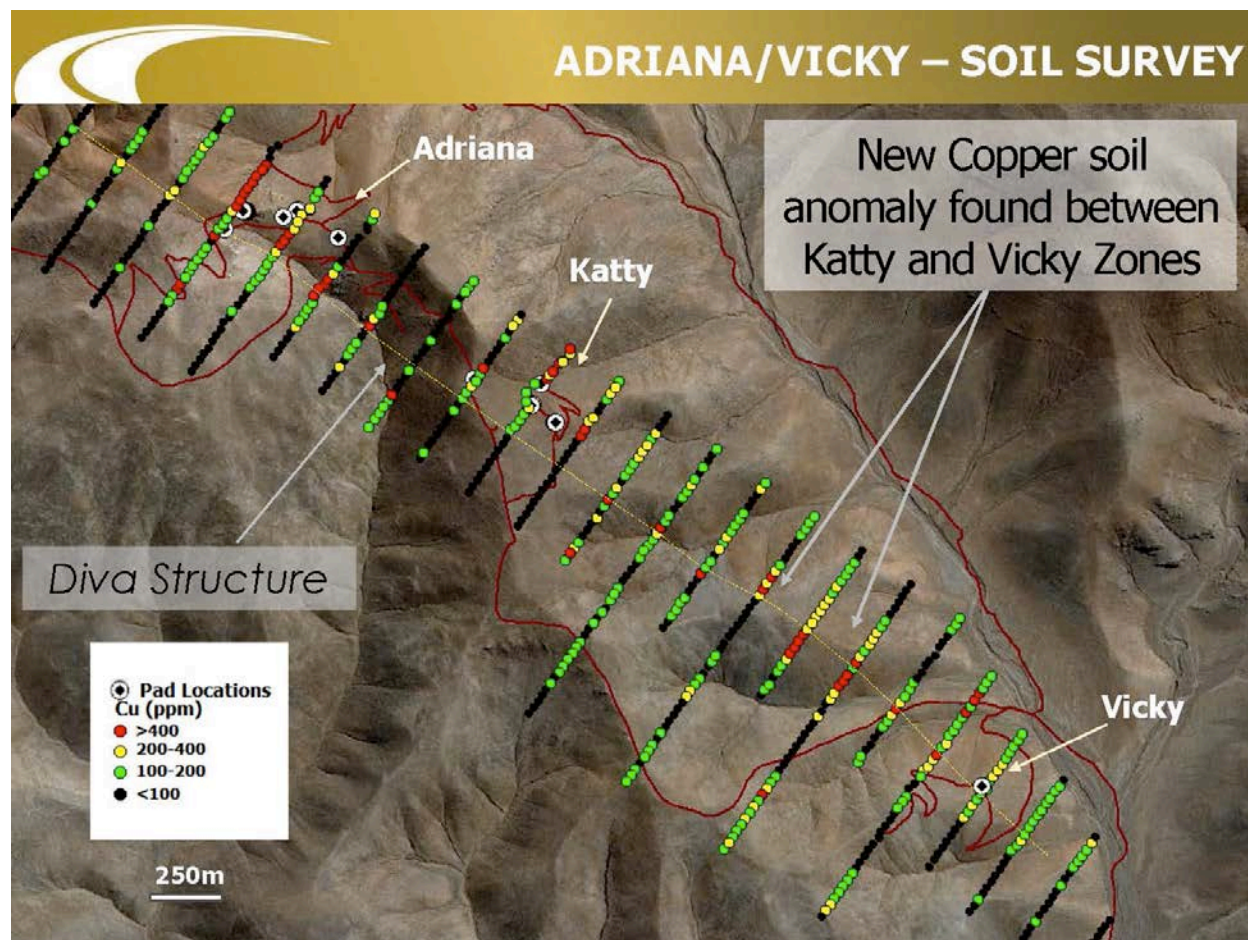 ADRIANA/VICKY – SOIL SURVEY
Adriana
New Copper soil
anomaly found between
Katty and Vicky Zones
Katty
Diva Structure
Pad Locations
Cu (ppm)
>400
200-400
100-200
<100
Vicky
250m